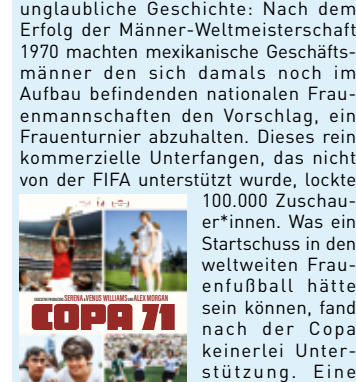 unglaubliche Geschichte: Nach dem
Erfolg der Männer-Weltmeisterschaft
1970 machten mexikanische Geschäfts-
männer den sich damals noch im
Aufbau befindenden nationalen Frau-
enmannschaften den Vorschlag, ein
Frauenturnier abzuhalten. Dieses rein
kommerzielle Unterfangen, das nicht
von der FIFA unterstützt wurde, lockte
100.000 Zuschau-
er*innen. Was ein
Startschuss in den
weltweiten Frau-
enfußball hätte
sein können, fand
nach der Copa
keinerlei Unter-
stützung. Eine
EXECUTIVE PRODUCERS SERENA & VENUS WILLIAMS AND ALEX MORGAN
COPA 71